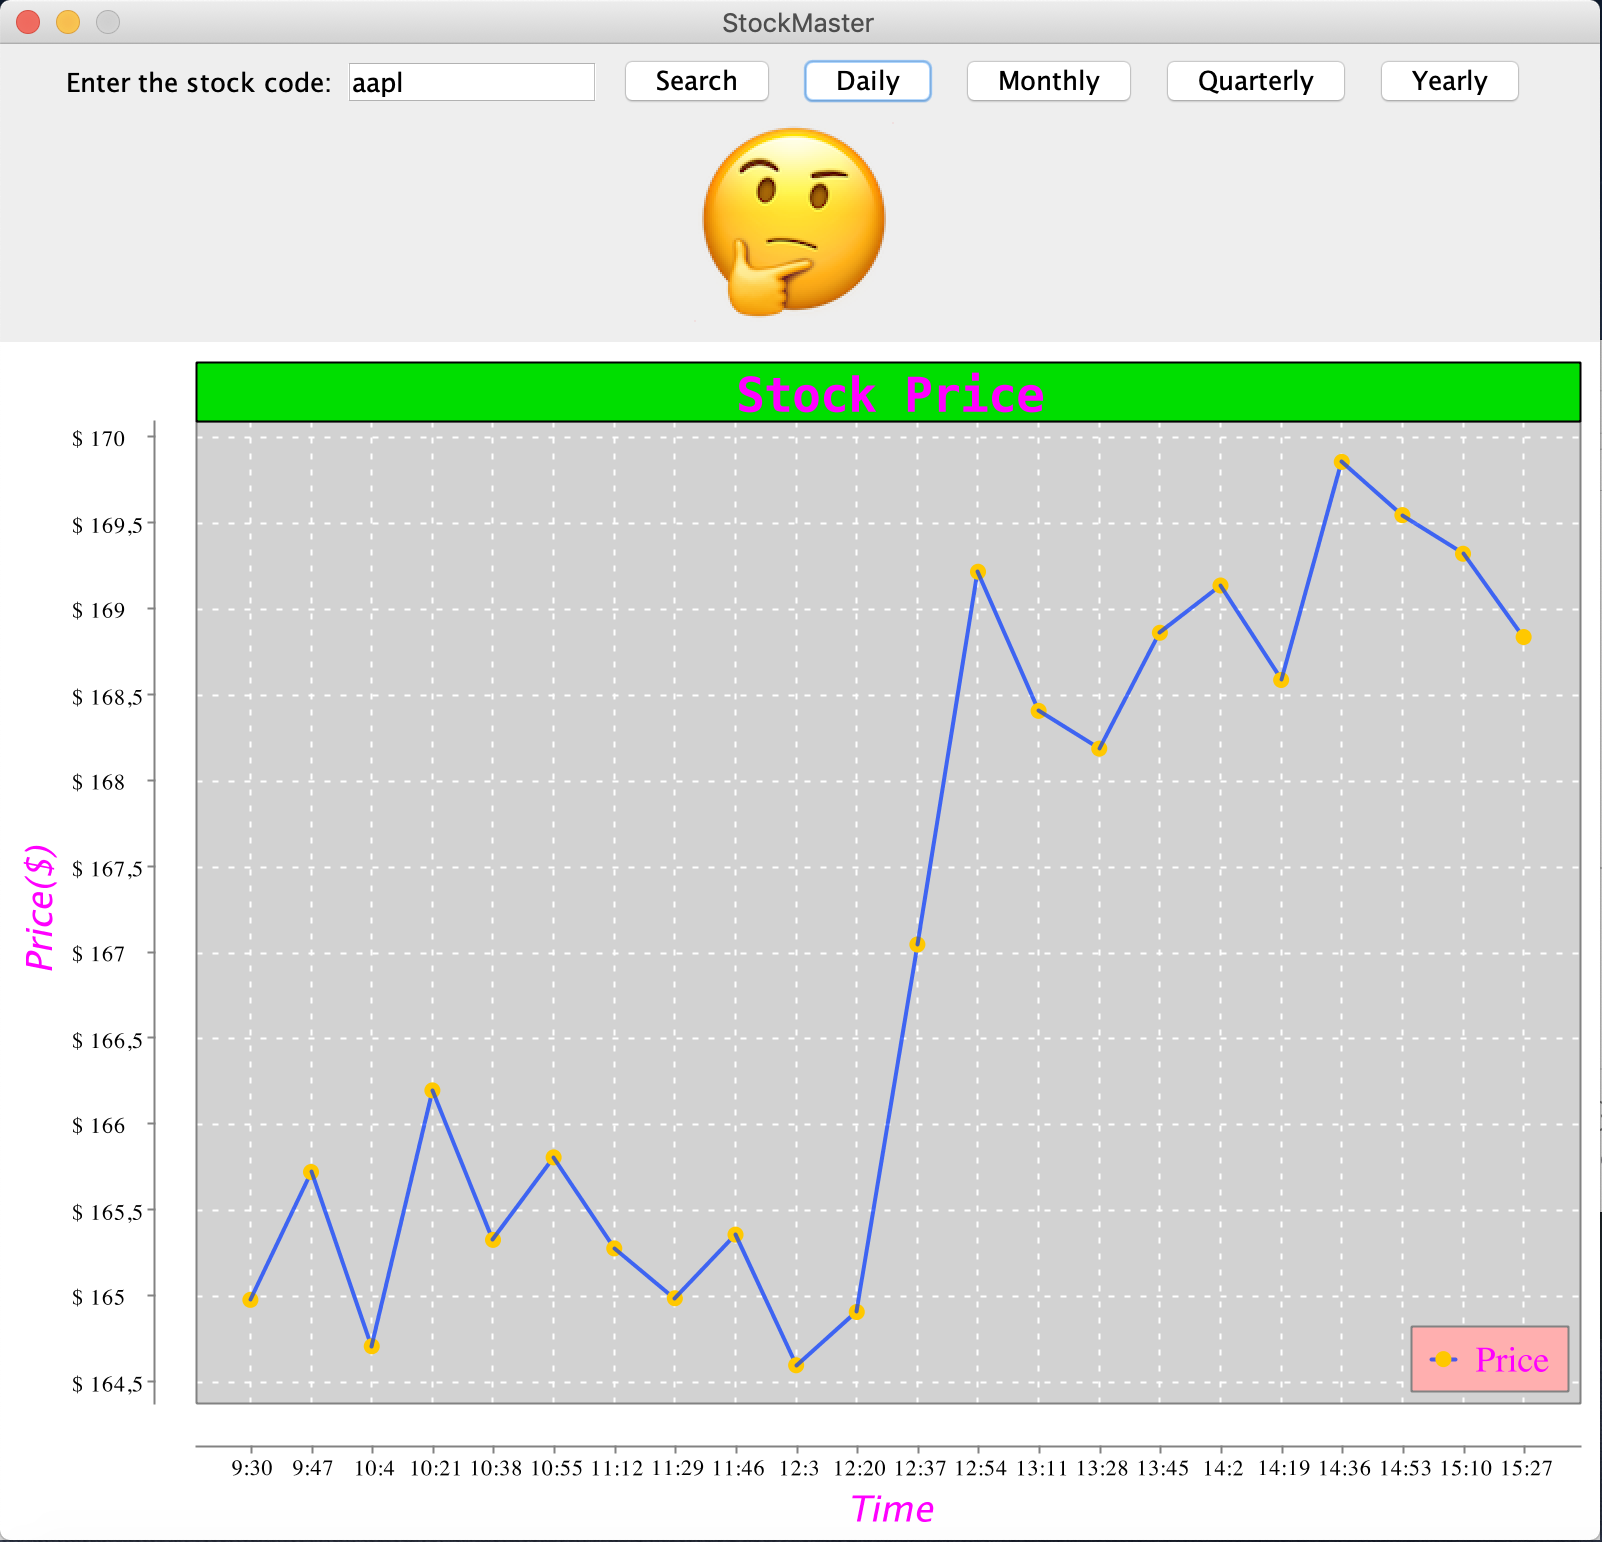 StockMaster
Enter the stock code: aapl Search Daily Monthly Quarterly Yearly
Stock Price
$ 170
$ 169,5
$ 169
$ 168,5
$ 168
$ 167,5
$ 167
$ 166,5
$ 166
$ 165,5
$ 165
$ 164,5
Price($)
Price
9:30 9:47 10:4 10:21 10:38 10:55 11:12 11:29 11:46 12:3 12:20 12:37 12:54 13:11 13:28 13:45 14:2 14:19 14:36 14:53 15:10 15:27
Time